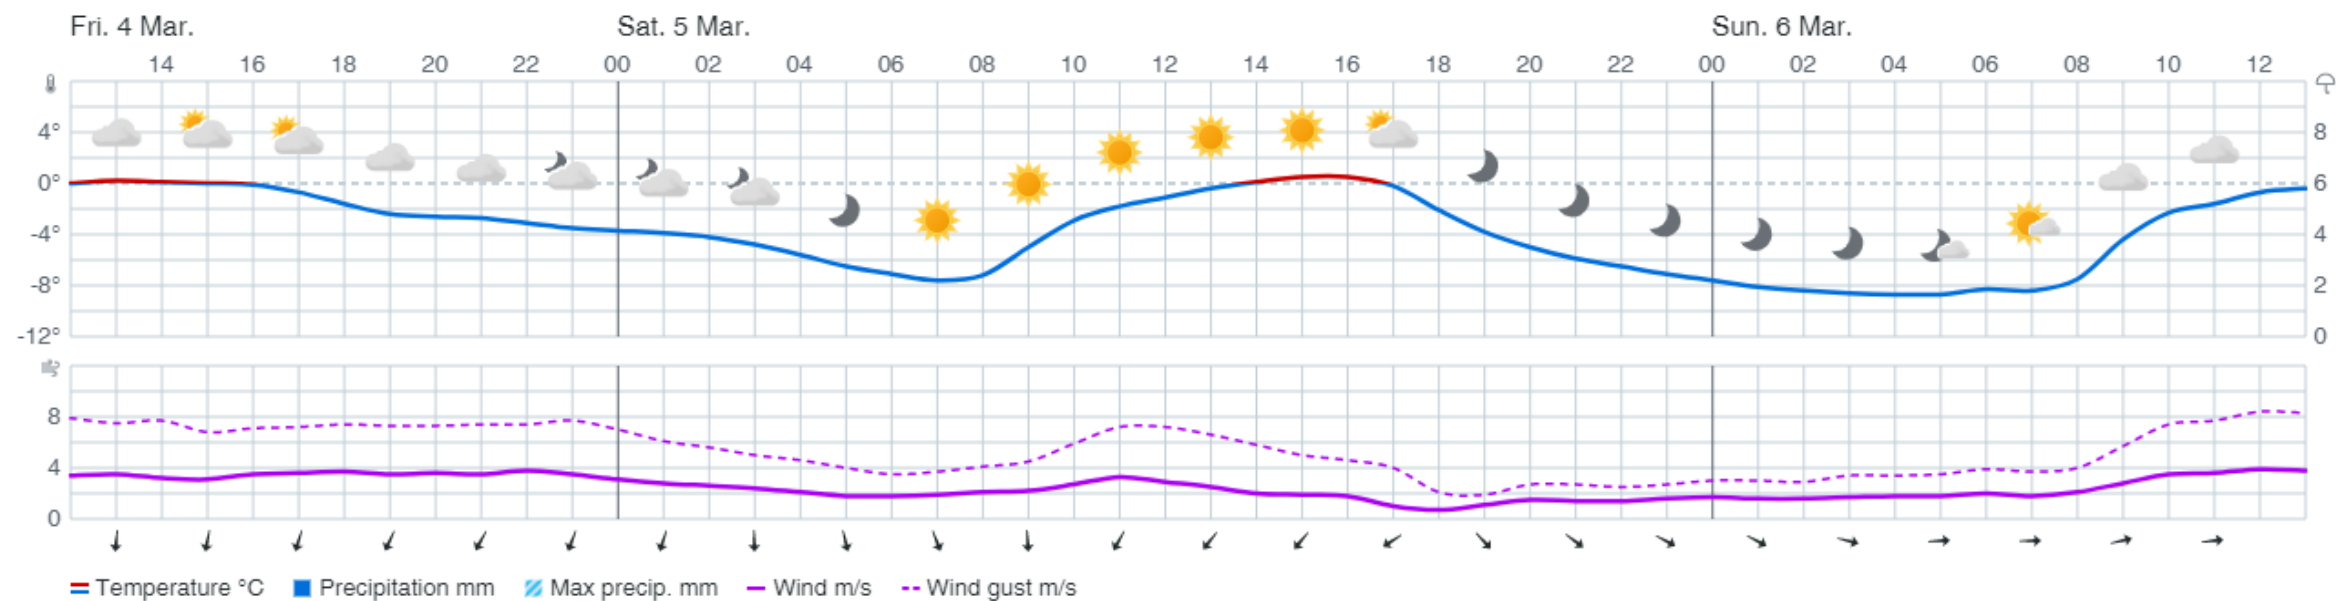 Fri. 4 Mar. Sat. 5 Mar. Sun. 6 Mar.
14 16 18 20 22 00 02 04 06 08 10 12 14 16 18 20 22 00 02 04 06 08 10 12
4° 8
0° 6
-4° 4
-8° 2
-12° 0
8
4
0
Temperature °C Precipitation mm Max precip. mm Wind m/s Wind gust m/s